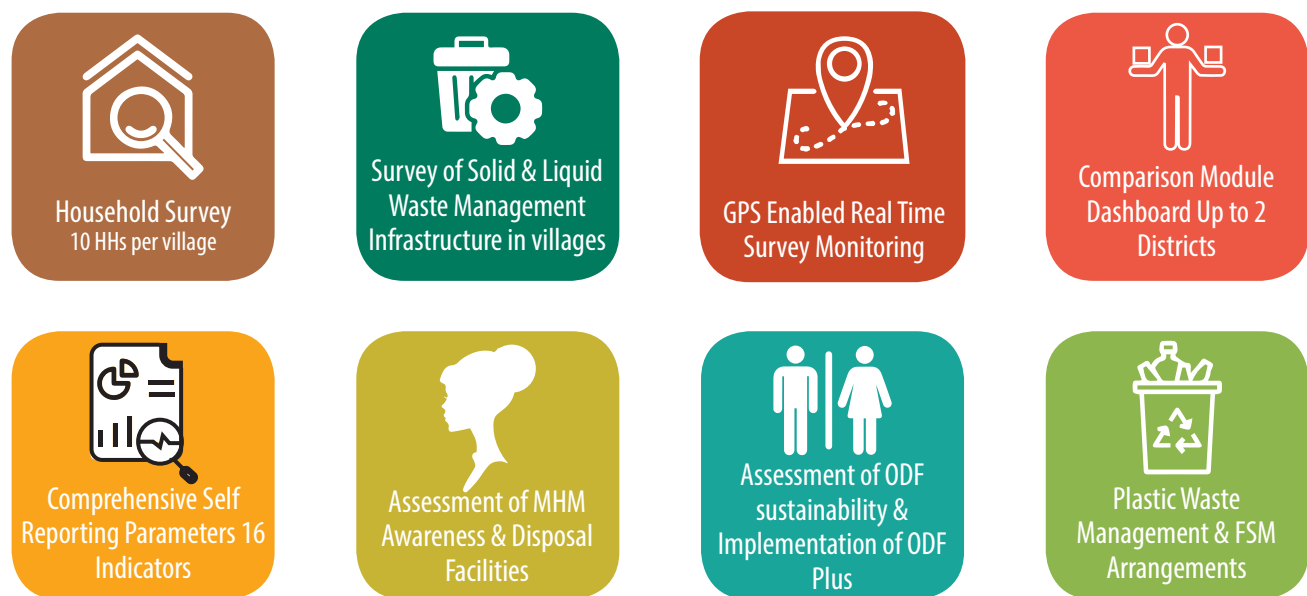 Household Survey
10 HHs per village
Survey of Solid & Liquid
Waste Management
Infrastructure in villages
GPS Enabled Real Time
Survey Monitoring
Comparison Module
Dashboard Up to 2
Districts
Comprehensive Self
Reporting Parameters 16
Indicators
Assessment of MHM
Awareness & Disposal
Facilities
Assessment of ODF
sustainability &
Implementation of ODF
Plus
Plastic Waste
Management & FSM
Arrangements